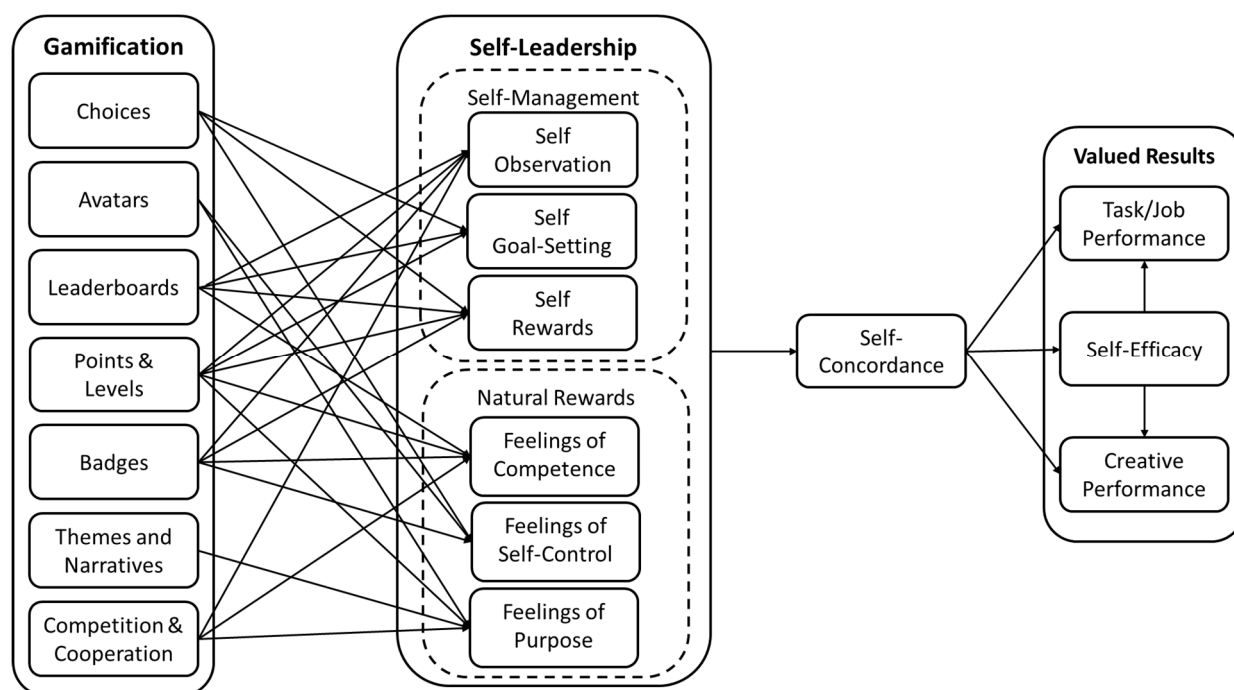 Gamification
Choices
Avatars
Leaderboards
Points &
Levels
Badges
Themes and
Narratives
Competition &
Cooperation
Self-Leadership
Self-Management
Self
Observation
Self
Goal-Setting
Self
Rewards
Natural Rewards
Feelings of
Competence
Feelings of
Self-Control
Feelings of
Purpose
Self-
Concordance
Valued Results
Task/Job
Performance
Self-Efficacy
Creative
Performance